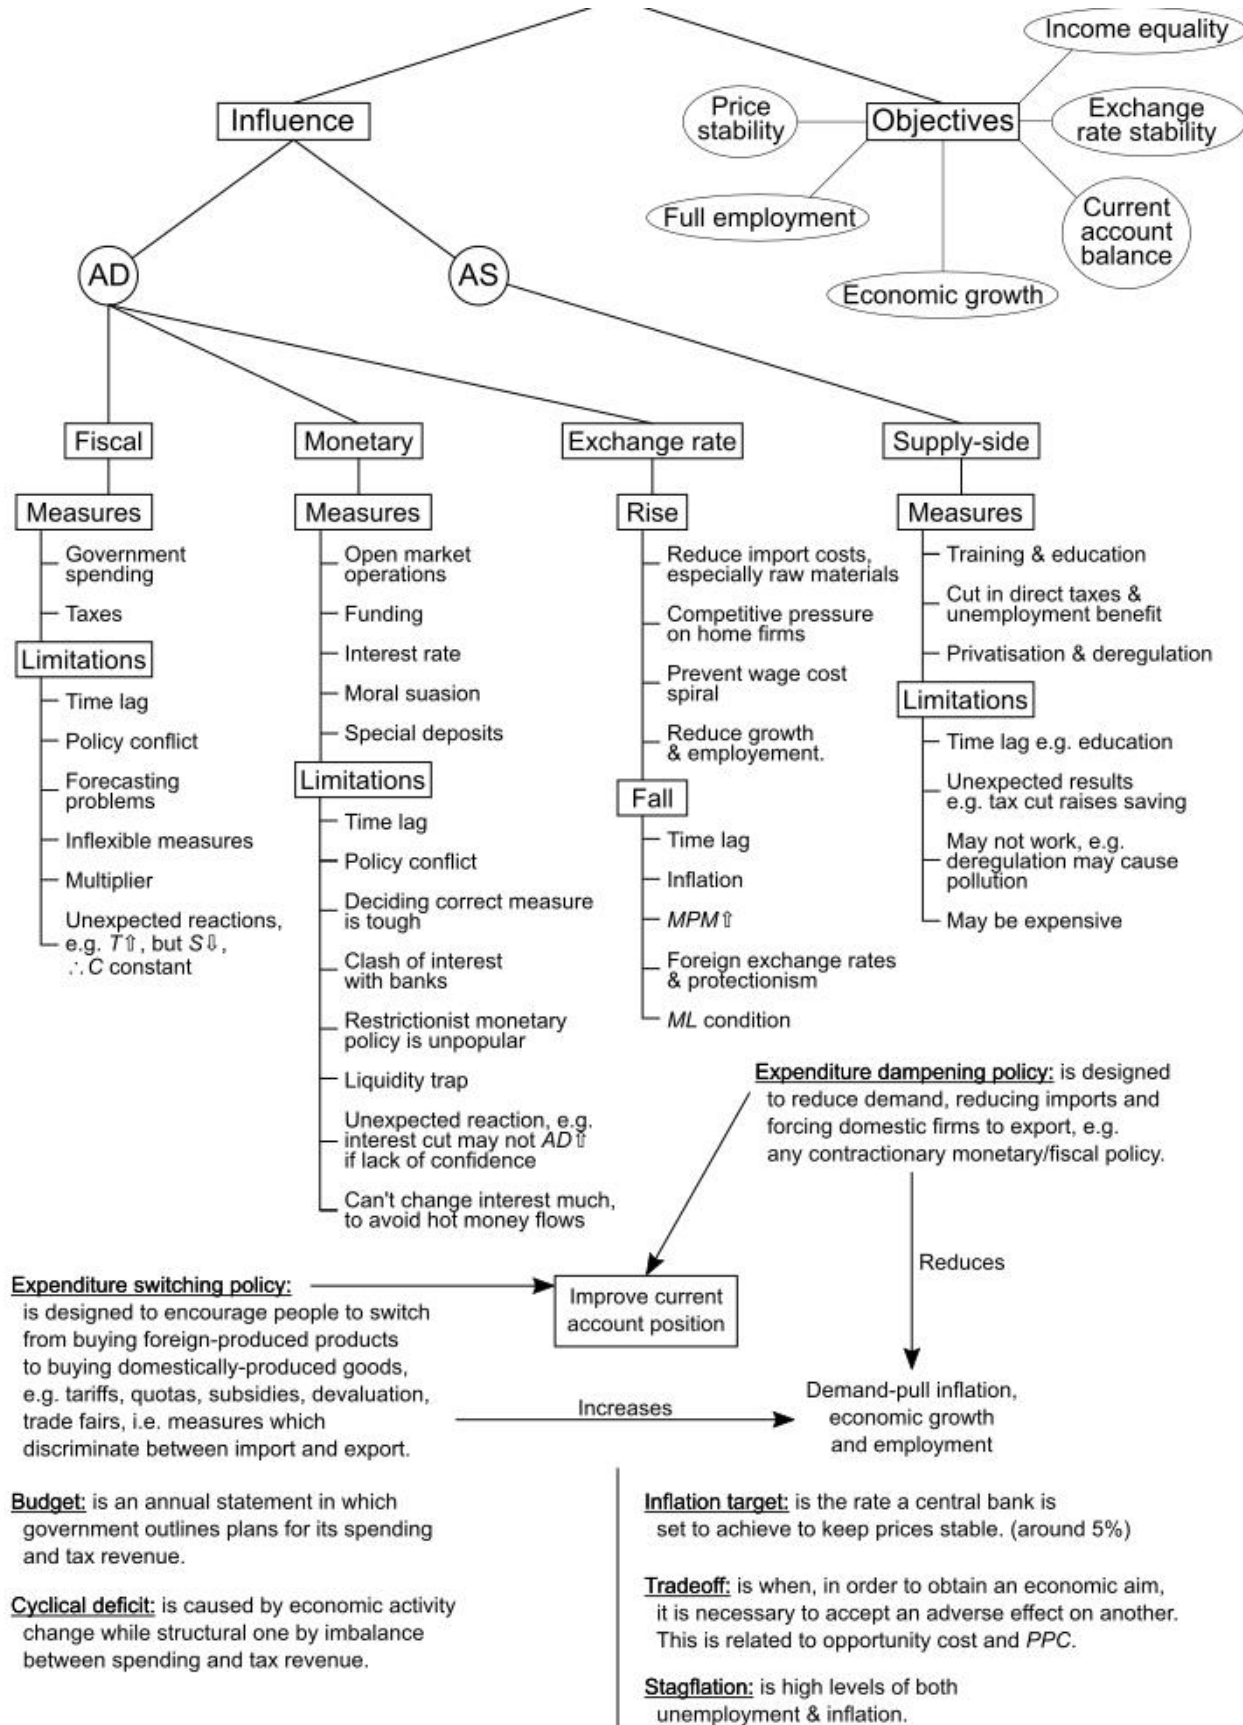 Influence
AD
AS
Objectives
Income equality
Price
stability
Exchange
rate stability
Full employment
Current
account
balance
Economic growth
Fiscal
Measures
Government
spending
Taxes
Limitations
Time lag
Policy conflict
Forecasting
problems
Inflexible measures
Multiplier
Unexpected reactions,
e.g. T⇧, but S⇩,
∴ C constant
Monetary
Measures
Open market
operations
Funding
Interest rate
Moral suasion
Special deposits
Limitations
Time lag
Policy conflict
Deciding correct measure
is tough
Clash of interest
with banks
Restrictionist monetary
policy is unpopular
Liquidity trap
Unexpected reaction, e.g.
interest cut may not AD⇧
if lack of confidence
Can't change interest much,
to avoid hot money flows
Exchange rate
Rise
Reduce import costs,
especially raw materials
Competitive pressure
on home firms
Prevent wage cost
spiral
Reduce growth
& employement.
Fall
Time lag
Inflation
MPM⇧
Foreign exchange rates
& protectionism
ML condition
Supply-side
Measures
Training & education
Cut in direct taxes &
unemployment benefit
Privatisation & deregulation
Limitations
Time lag e.g. education
Unexpected results
e.g. tax cut raises saving
May not work, e.g.
deregulation may cause
pollution
May be expensive
Expenditure dampening policy: is designed
to reduce demand, reducing imports and
forcing domestic firms to export, e.g.
any contractionary monetary/fiscal policy.
Reduces
Expenditure switching policy:
is designed to encourage people to switch
from buying foreign-produced products
to buying domestically-produced goods,
e.g. tariffs, quotas, subsidies, devaluation,
trade fairs, i.e. measures which
discriminate between import and export.
Improve current
account position
Increases
Demand-pull inflation,
economic growth
and employment
Budget: is an annual statement in which
government outlines plans for its spending
and tax revenue.
Cyclical deficit: is caused by economic activity
change while structural one by imbalance
between spending and tax revenue.
Inflation target: is the rate a central bank is
set to achieve to keep prices stable. (around 5%)
Tradeoff: is when, in order to obtain an economic aim,
it is necessary to accept an adverse effect on another.
This is related to opportunity cost and PPC.
Stagflation: is high levels of both
unemployment & inflation.